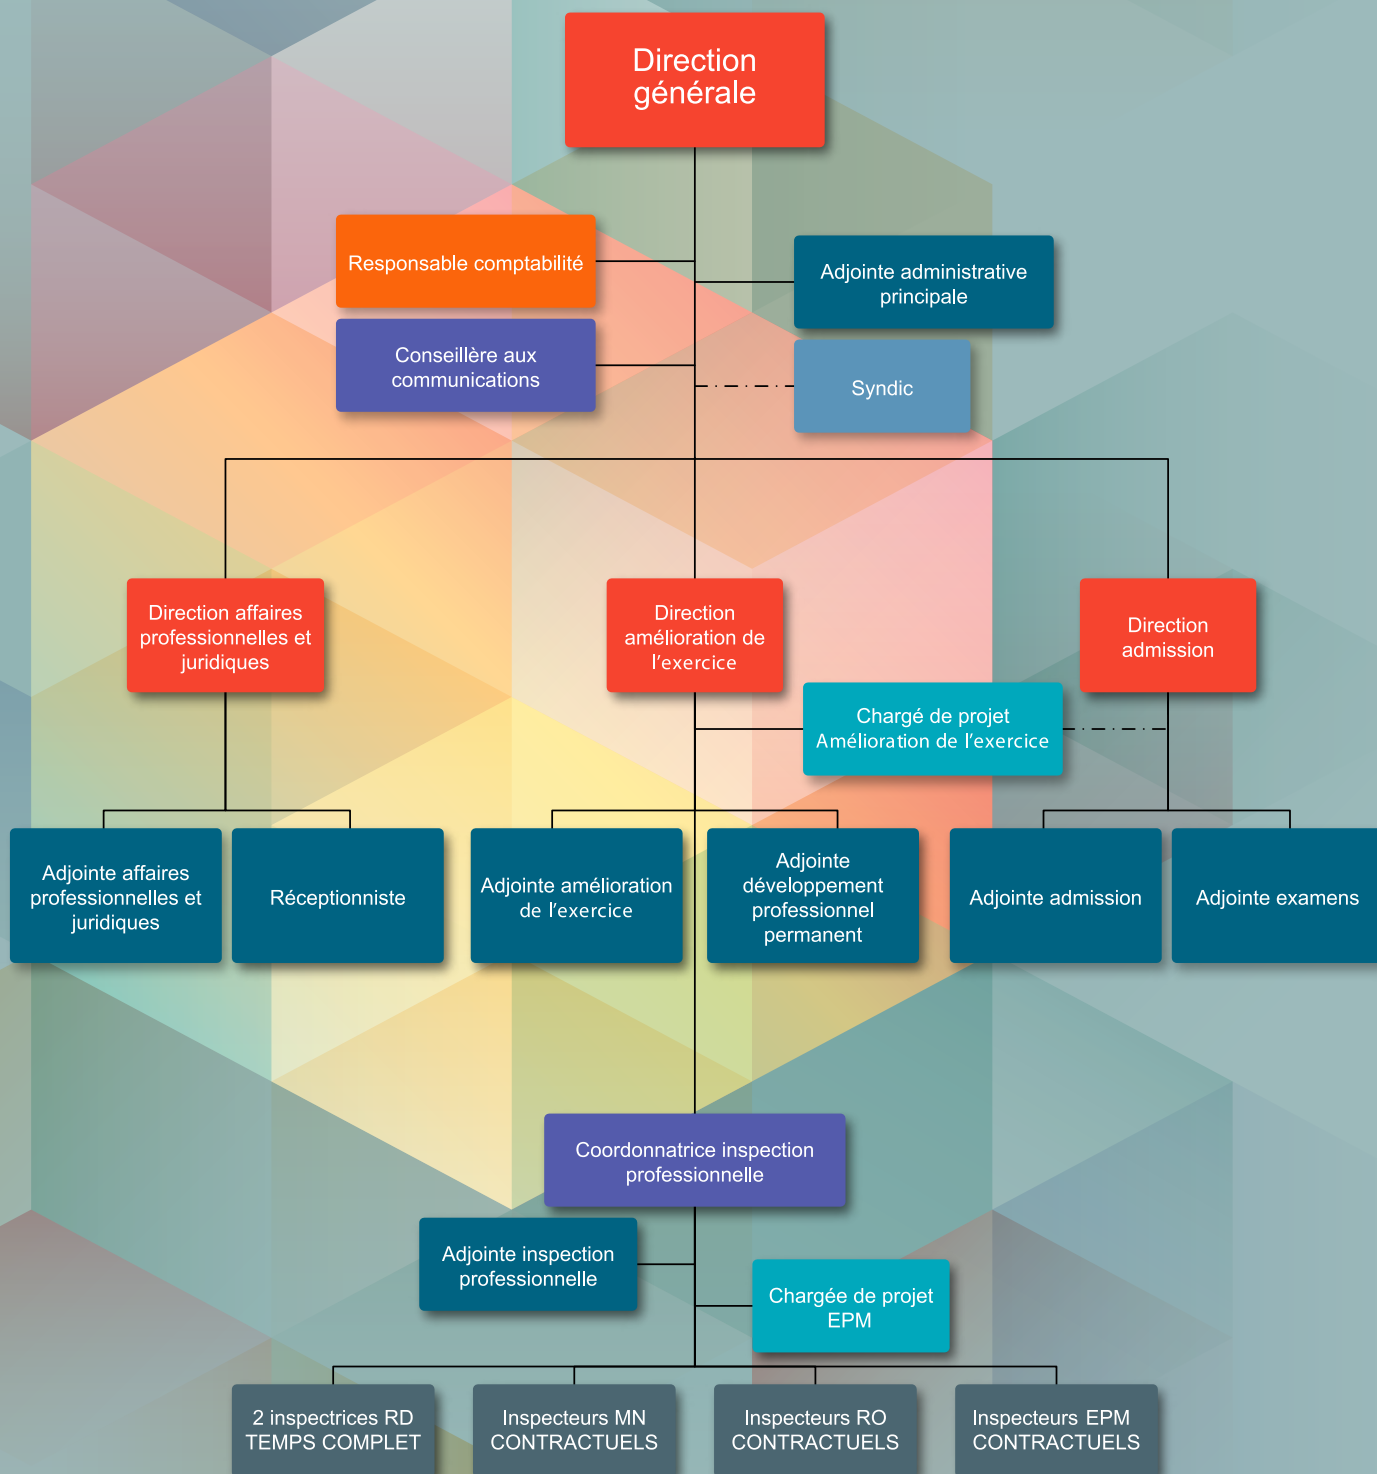 Direction
générale
Responsable comptabilité
Adjointe administrative
principale
Conseillère aux
communications
Syndic
Direction affaires
professionnelles et
juridiques
Direction
amélioration de
l'exercice
Direction
admission
Chargé de projet
Amélioration de l'exercice
Adjointe affaires
professionnelles et
juridiques
Réceptionniste
Adjointe amélioration
de l'exercice
Adjointe
développement
professionnel
permanent
Adjointe admission
Adjointe examens
Coordonnatrice inspection
professionnelle
Adjointe inspection
professionnelle
Chargée de projet
EPM
2 inspectrices RD
TEMPS COMPLET
Inspecteurs MN
CONTRACTUELS
Inspecteurs RO
CONTRACTUELS
Inspecteurs EPM
CONTRACTUELS